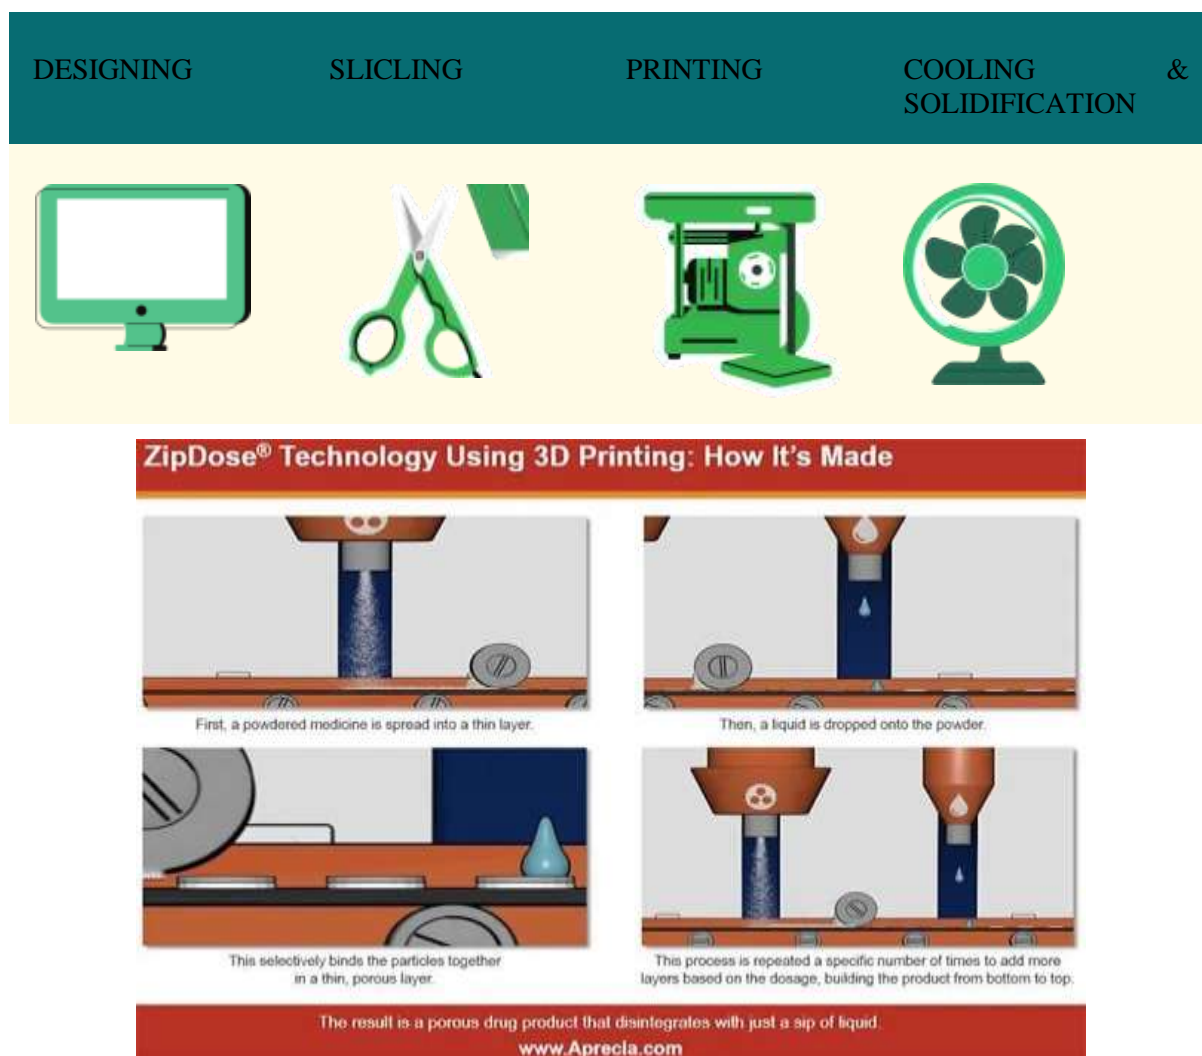 DESIGNING
SLICLING
PRINTING
COOLING &
SOLIDIFICATION
ZipDose® Technology Using 3D Printing: How It's Made
First, a powdered medicine is spread into a thin layer.
Then, a liquid is dropped onto the powder.
This selectively binds the particles together
in a thin, porous layer.
This process is repeated a specific number of times to add more
layers based on the dosage, building the product from bottom to top.
The result is a porous drug product that disintegrates with just a sip of liquid.
www.Aprecia.com